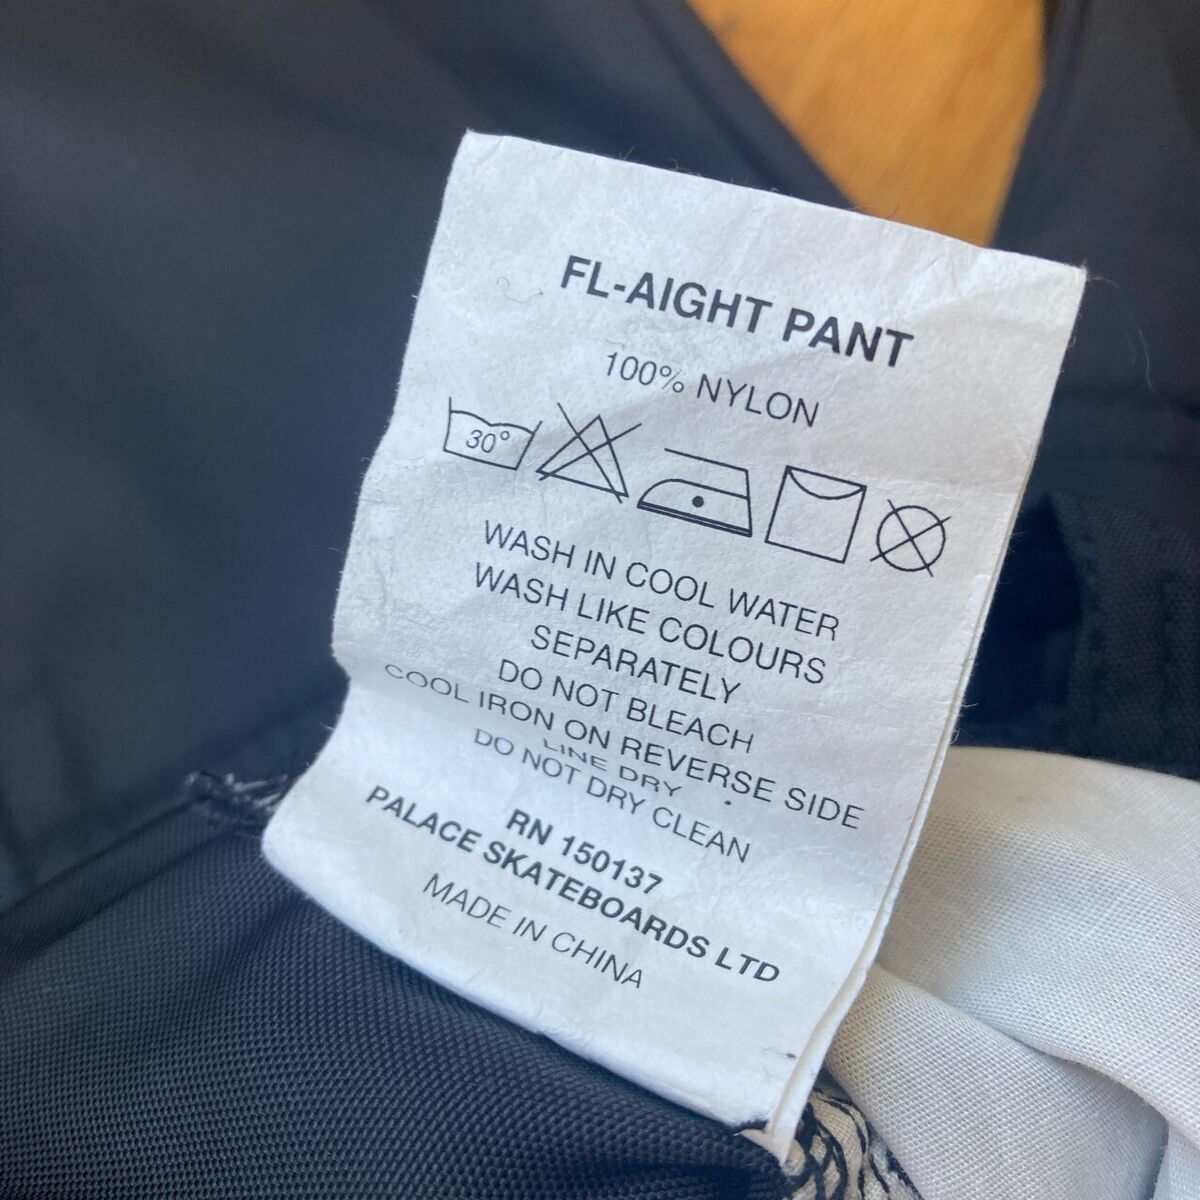 FL-AIGHT PANT
100% NYLON
30°
WASH IN COOL WATER
WASH LIKE COLOURS
SEPARATELY
DO NOT BLEACH
COOL IRON ON REVERSE SIDE
LINE DRY
DO NOT DRY CLEAN
RN 150137
PALACE SKATEBOARDS LTD
MADE IN CHINA